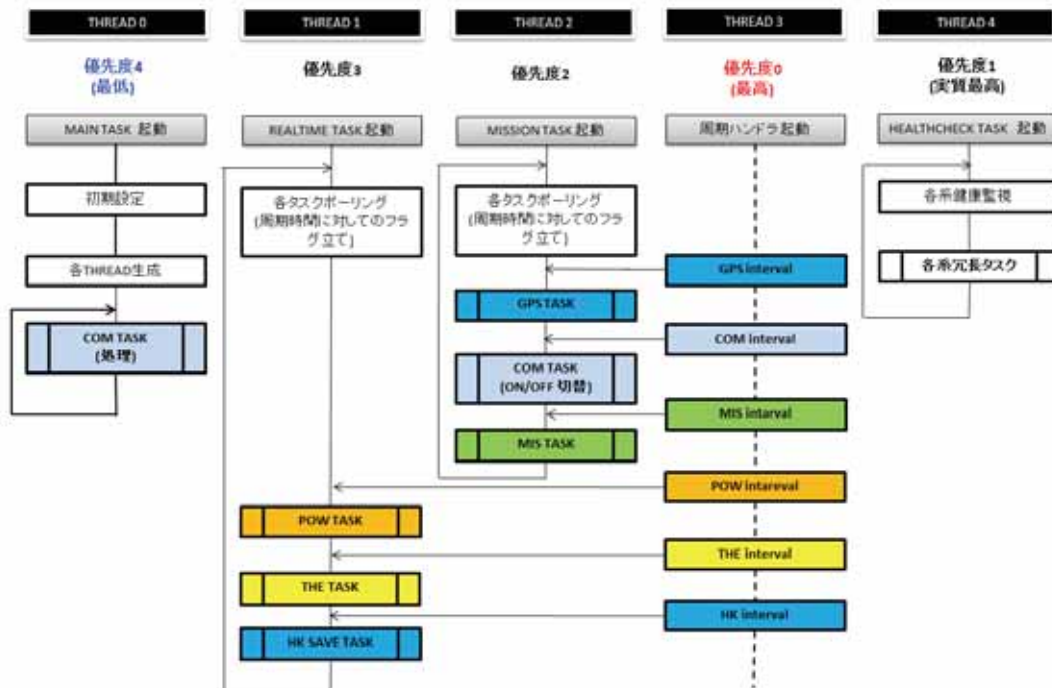 THREAD 0
THREAD 1
THREAD 2
THREAD 3
THREAD 4
優先度4
(最低)
優先度3
優先度2
優先度0
(最高)
優先度1
(実質最高)
MAIN TASK 起動
REALTIME TASK 起動
MISSION TASK 起動
周期ハンドラ起動
HEALTHCHECK TASK 起動
初期設定
各THREAD生成
COM TASK
(処理)
各タスクポーリング
(周期時間に対してのフラ
グ立て)
POW TASK
THE TASK
HK SAVE TASK
各タスクポーリング
(周期時間に対してのフラ
グ立て)
GPS TASK
COM TASK
(ON/OFF 切替)
MIS TASK
GPS interval
COM interval
MIS intarval
POW intareval
THE interval
HK interval
各系健康監視
各系冗長タスク